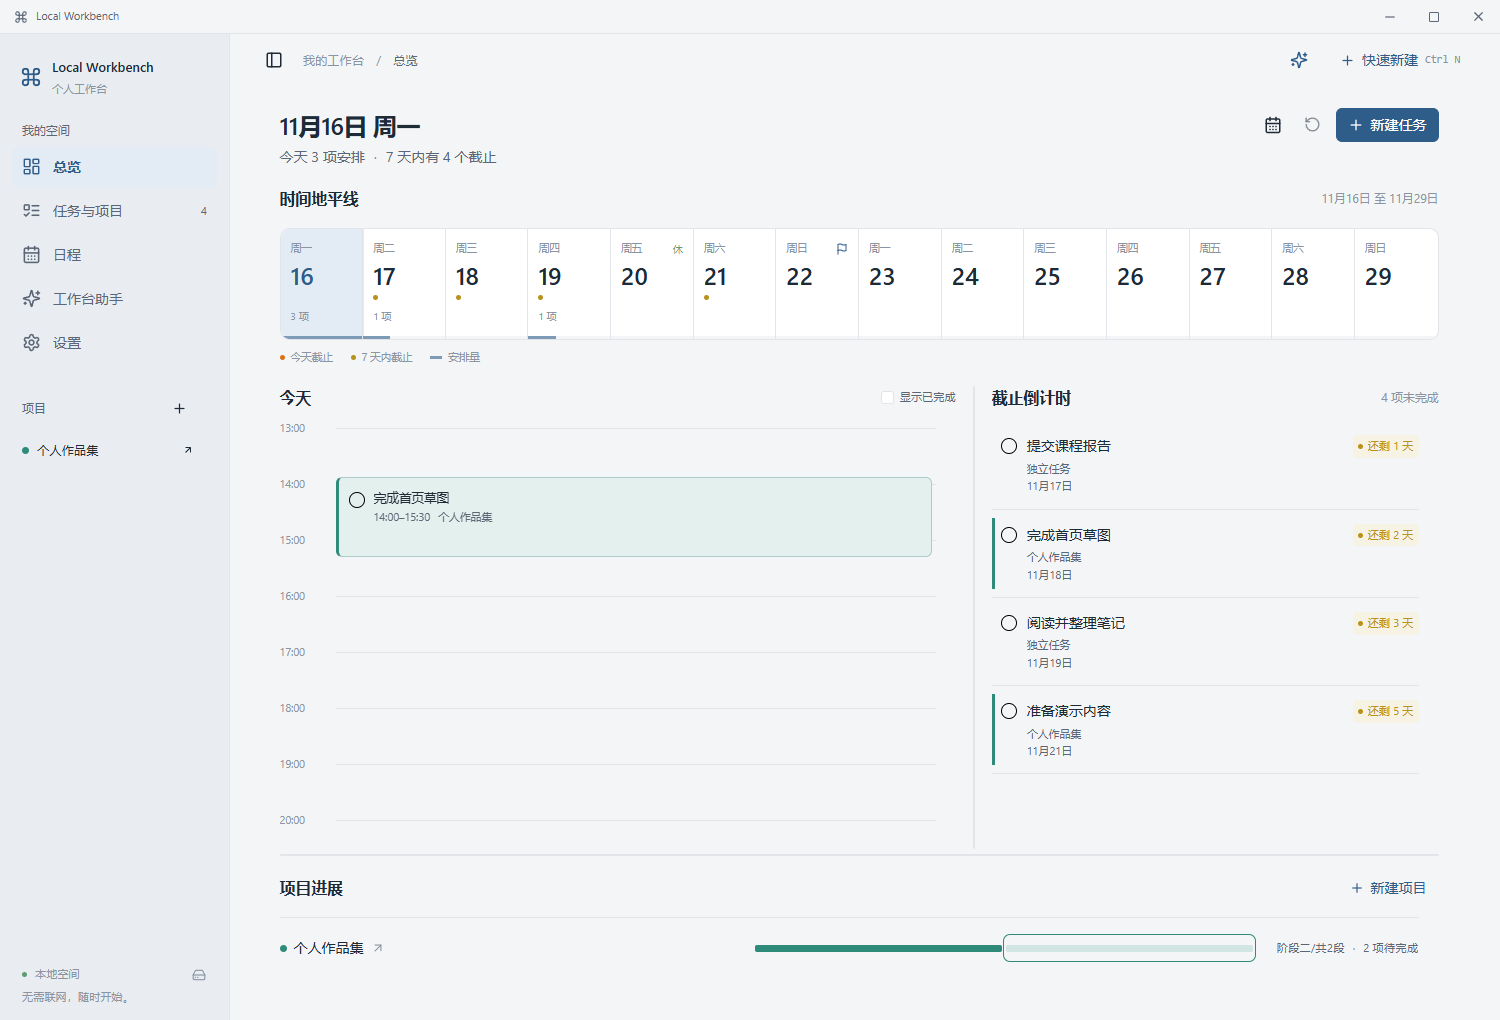 Local Workbench
Local Workbench
个人工作台
我的空间
总览
任务与项目 4
日程
工作台助手
设置
项目
个人作品集
本地空间
无需联网，随时开始。
我的工作台 / 总览
快速新建 Ctrl N
11月16日 周一
今天 3 项安排 · 7 天内有 4 个截止
新建任务
时间地平线
11月16日 至 11月29日
周一 周二 周三 周四 周五 休 周六 周日 周一 周二 周三 周四 周五 周六 周日
16 17 18 19 20 21 22 23 24 25 26 27 28 29
3 项 1 项 1 项
今天截止 7 天内截止 安排量
今天
显示已完成
13:00
14:00
完成首页草图
14:00–15:30 个人作品集
15:00
16:00
17:00
18:00
19:00
20:00
截止倒计时
4 项未完成
提交课程报告 还剩 1 天
独立任务
11月17日
完成首页草图 还剩 2 天
个人作品集
11月18日
阅读并整理笔记 还剩 3 天
独立任务
11月19日
准备演示内容 还剩 5 天
个人作品集
11月21日
项目进展
新建项目
个人作品集
阶段二/共2段 · 2 项待完成